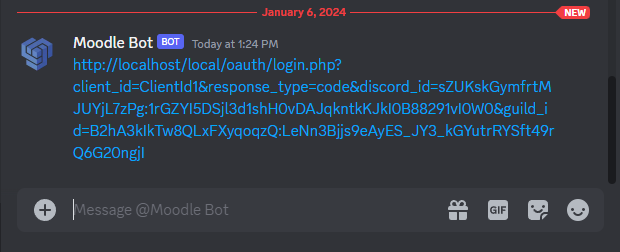 January 6, 2024
NEW
Moodle Bot BOT Today at 1:24 PM
http://localhost/local/oauth/login.php?
client_id=ClientId1&response_type=code&discord_id=sZUKskGymfrtM
JUYjL7zPg:1rGZYI5DSjl3d1shH0vDAJqkntkKJkI0B88291vI0W0&guild_i
d=B2hA3kIkTw8QLxFXyqoqzQ:LeNn3Bjjs9eAyES_JY3_kGYutrRYSft49r
Q6G20ngjI
Message @Moodle Bot
GIF